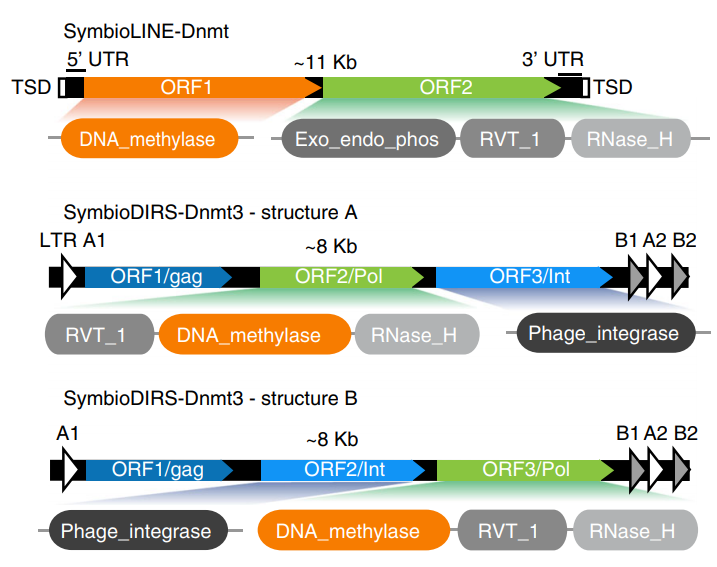 SymbioLINE-Dnmt
5' UTR
~11 Kb
3' UTR
TSD
ORF1
ORF2
TSD
DNA_methylase
Exo_endo_phos
RVT_1
RNase_H
SymbioDIRS-Dnmt3 - structure A
LTR A1
~8 Kb
B1 A2 B2
ORF1/gag
ORF2/Pol
ORF3/Int
RVT_1
DNA_methylase
RNase_H
Phage_integrase
SymbioDIRS-Dnmt3 - structure B
A1
~8 Kb
B1 A2 B2
ORF1/gag
ORF2/Int
ORF3/Pol
Phage_integrase
DNA_methylase
RVT_1
RNase_H